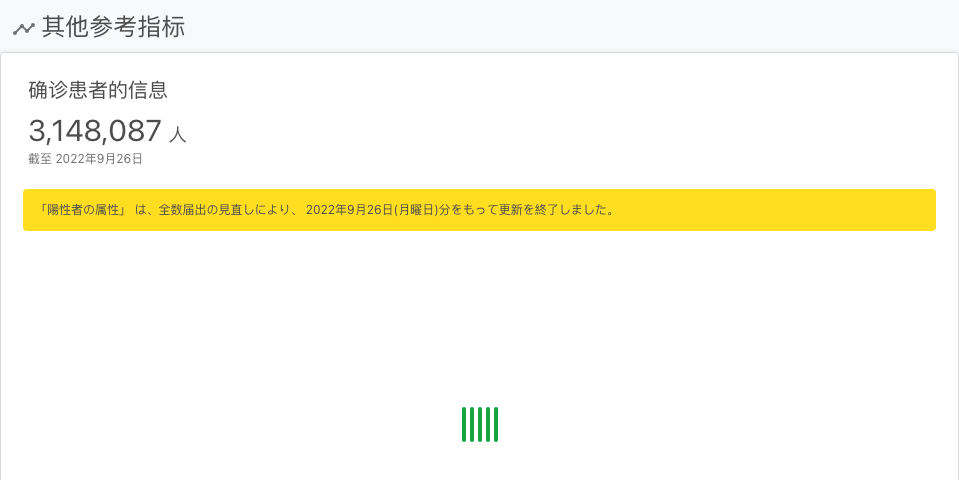 其他参考指标
确诊患者的信息
3,148,087 人
截至 2022年9月26日
「陽性者の属性」 は、全数届出の見直しにより、 2022年9月26日(月曜日)分をもって更新を終了しました。